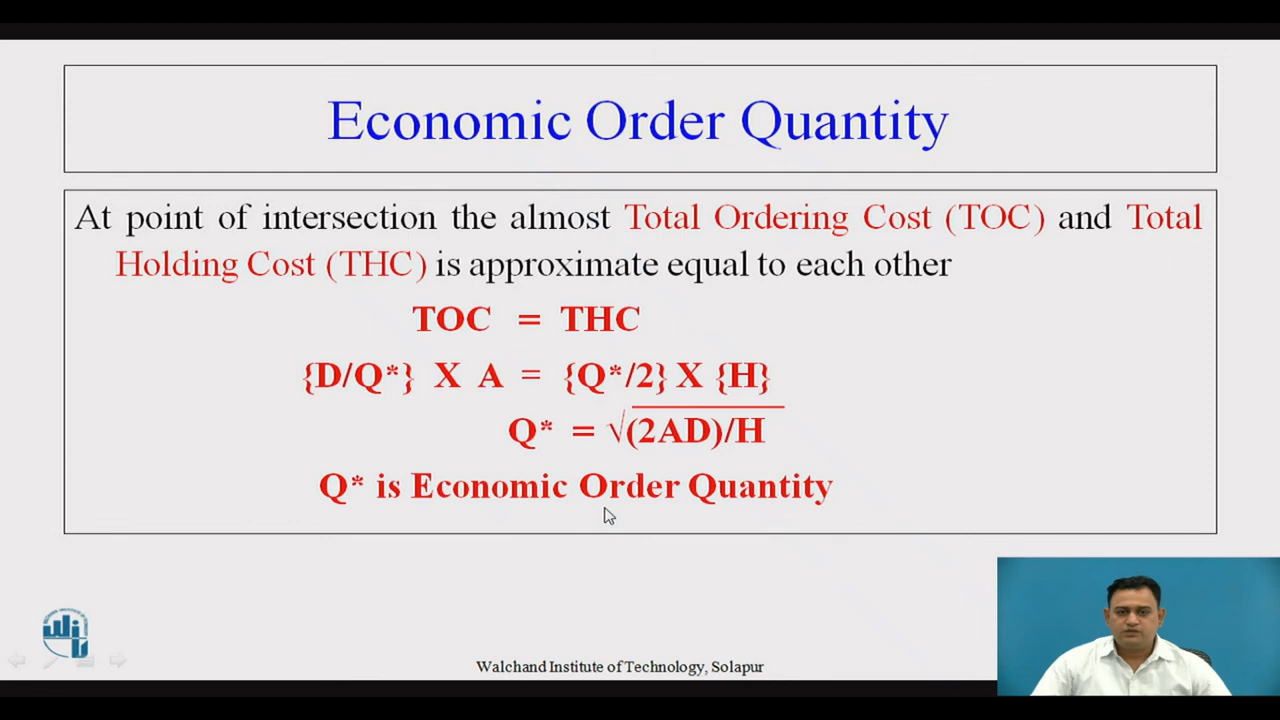 Economic Order Quantity
At point of intersection the almost Total Ordering Cost (TOC) and Total
Holding Cost (THC) is approximate equal to each other
TOC = THC
{D/Q*} X A = {Q*/2} X {H}
Q* = √(2AD)/H
Q* is Economic Order Quantity
Walchand Institute of Technology, Solapur